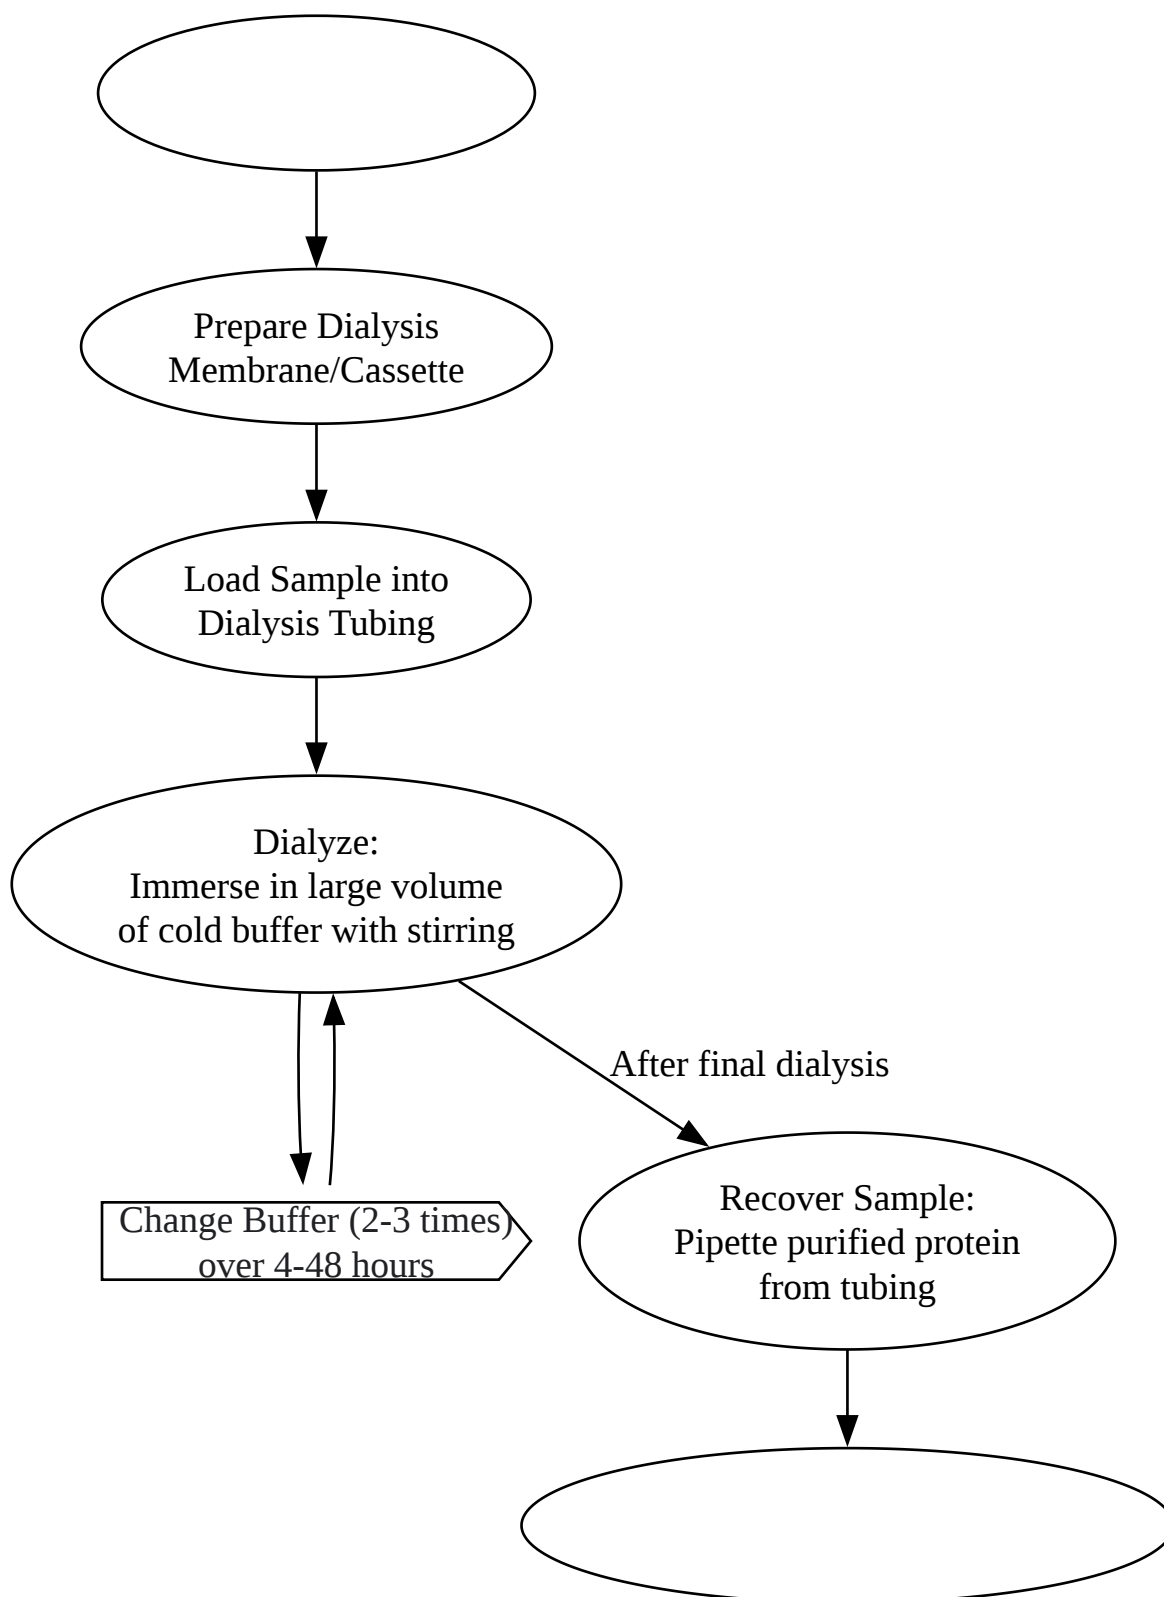 Prepare Dialysis
Membrane/Cassette
Load Sample into
Dialysis Tubing
Dialyze:
Immerse in large volume
of cold buffer with stirring
After final dialysis
Change Buffer (2-3 times)
over 4-48 hours
Recover Sample:
Pipette purified protein
from tubing